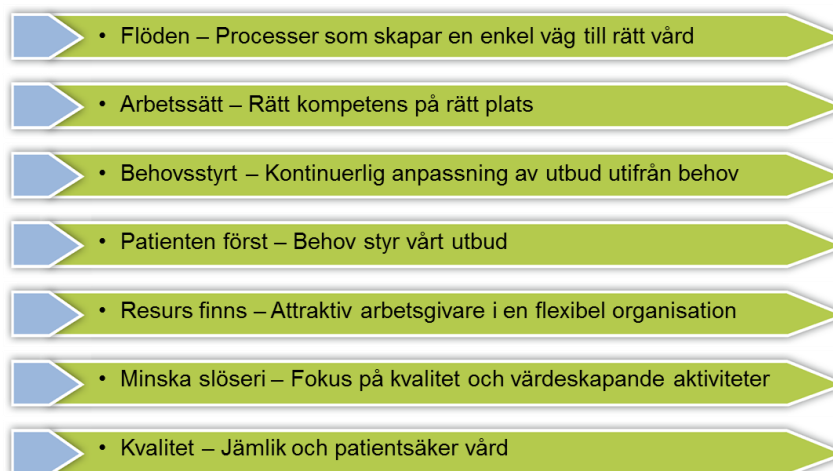 • Flöden – Processer som skapar en enkel väg till rätt vård
• Arbetssätt – Rätt kompetens på rätt plats
• Behovsstyrt – Kontinuerlig anpassning av utbud utifrån behov
• Patienten först – Behov styr vårt utbud
• Resurs finns – Attraktiv arbetsgivare i en flexibel organisation
• Minska slöseri – Fokus på kvalitet och värdeskapande aktiviteter
• Kvalitet – Jämlik och patientsäker vård